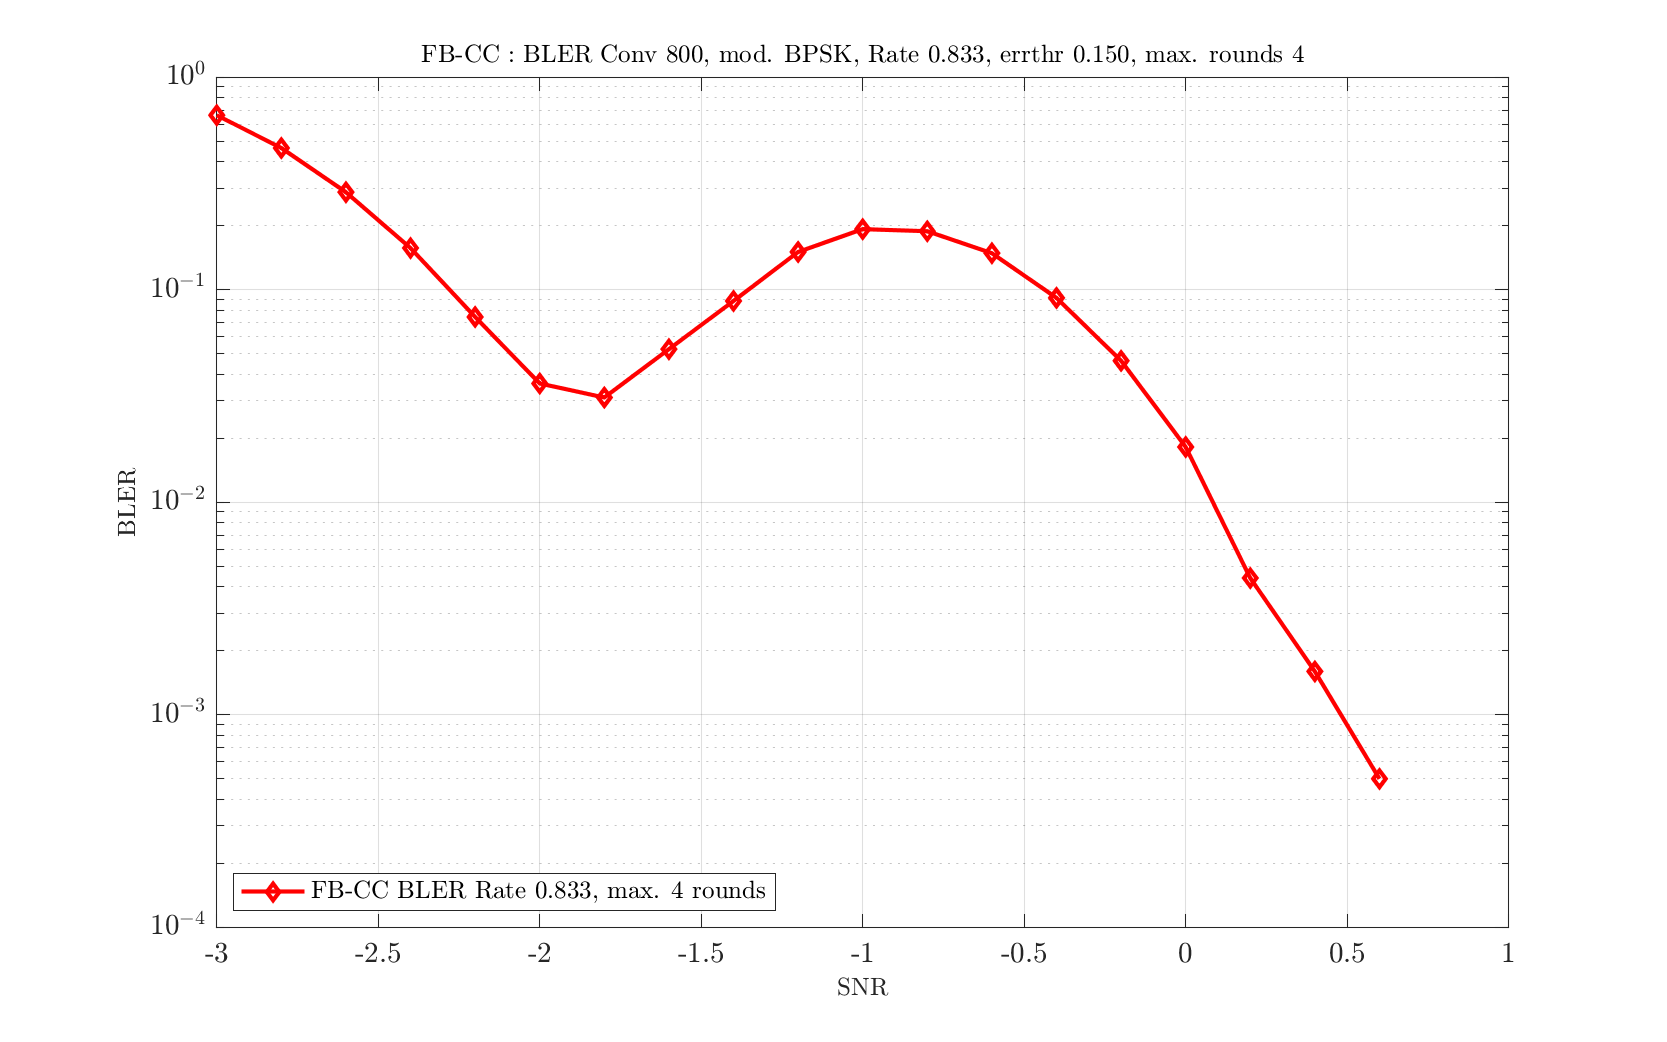 FB-CC : BLER Conv 800, mod. BPSK, Rate 0.833, errthr 0.150, max. rounds 4
10^0
10^-1
10^-2
10^-3
10^-4
BLER
FB-CC BLER Rate 0.833, max. 4 rounds
-3 -2.5 -2 -1.5 -1 -0.5 0 0.5 1
SNR